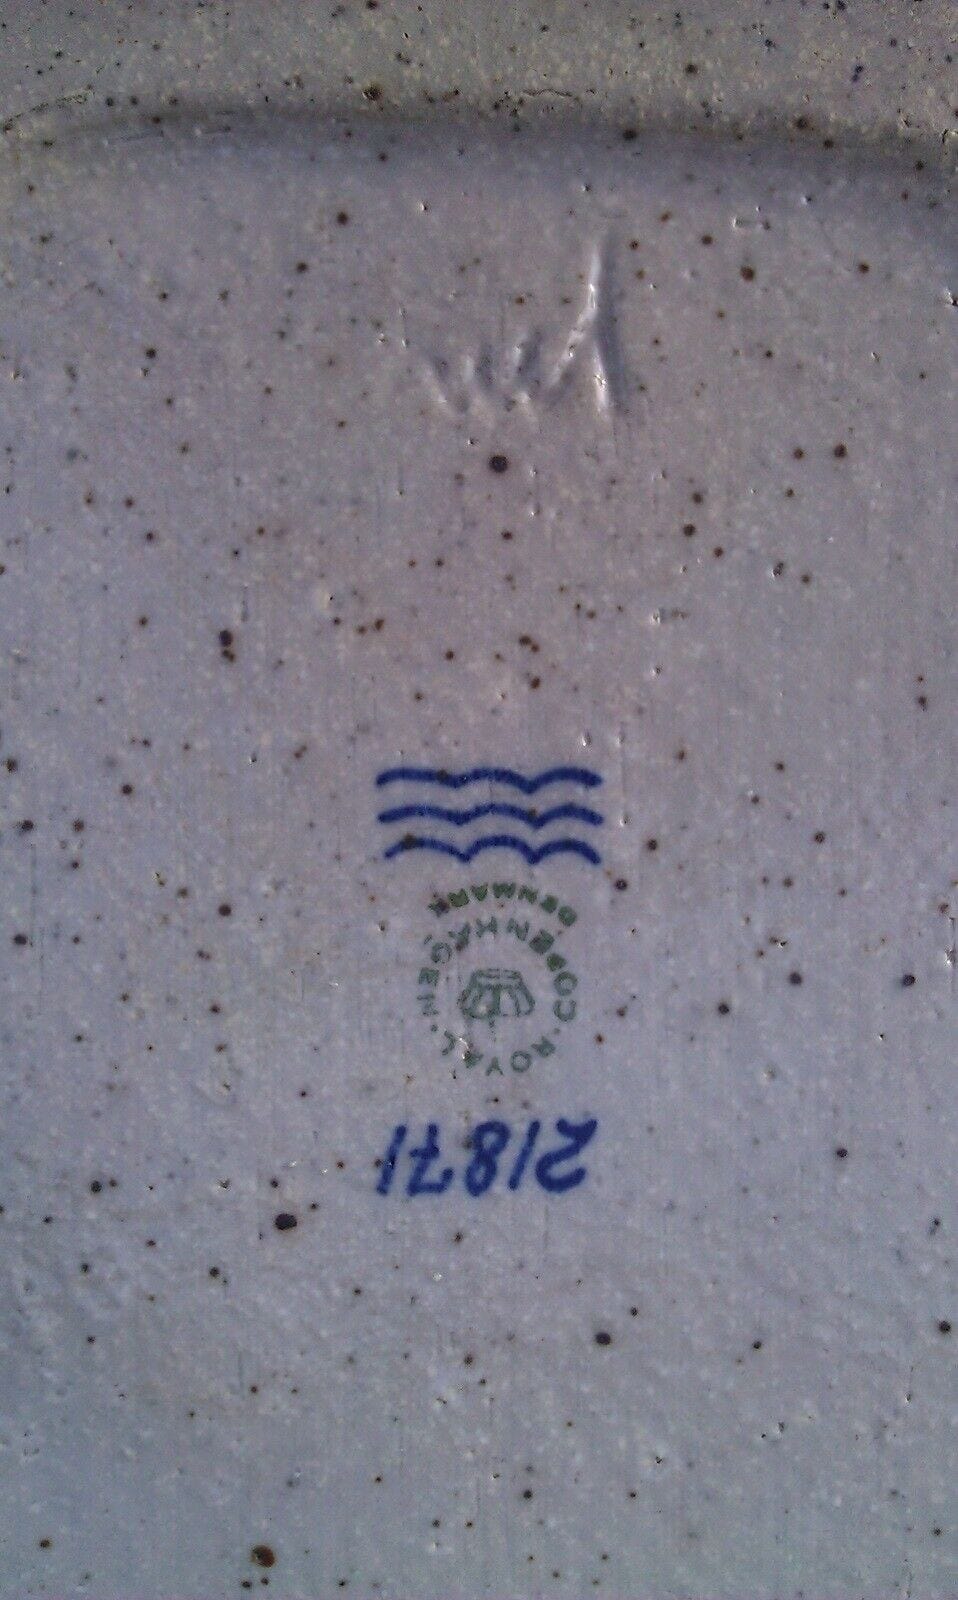 21871
ROYAL · COPENHAGEN ·
DENMARK